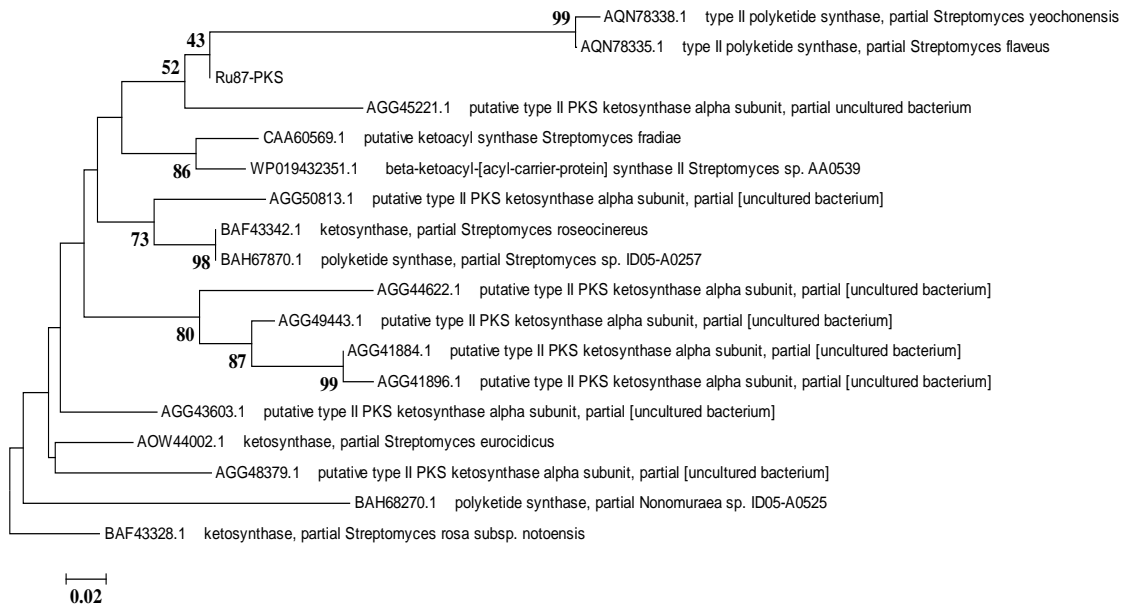 99 AQN78338.1 type II polyketide synthase, partial Streptomyces yeochonensis
43 AQN78335.1 type II polyketide synthase, partial Streptomyces flaveus
52 Ru87-PKS
AGG45221.1 putative type II PKS ketosynthase alpha subunit, partial uncultured bacterium
CAA60569.1 putative ketoacyl synthase Streptomyces fradiae
86 WP019432351.1 beta-ketoacyl-[acyl-carrier-protein] synthase II Streptomyces sp. AA0539
AGG50813.1 putative type II PKS ketosynthase alpha subunit, partial [uncultured bacterium]
73 BAF43342.1 ketosynthase, partial Streptomyces roseocinereus
98 BAH67870.1 polyketide synthase, partial Streptomyces sp. ID05-A0257
AGG44622.1 putative type II PKS ketosynthase alpha subunit, partial [uncultured bacterium]
80 AGG49443.1 putative type II PKS ketosynthase alpha subunit, partial [uncultured bacterium]
87 AGG41884.1 putative type II PKS ketosynthase alpha subunit, partial [uncultured bacterium]
99 AGG41896.1 putative type II PKS ketosynthase alpha subunit, partial [uncultured bacterium]
AGG43603.1 putative type II PKS ketosynthase alpha subunit, partial [uncultured bacterium]
AOW44002.1 ketosynthase, partial Streptomyces eurocidicus
AGG48379.1 putative type II PKS ketosynthase alpha subunit, partial [uncultured bacterium]
BAH68270.1 polyketide synthase, partial Nonomuraea sp. ID05-A0525
BAF43328.1 ketosynthase, partial Streptomyces rosa subsp. notoensis
0.02